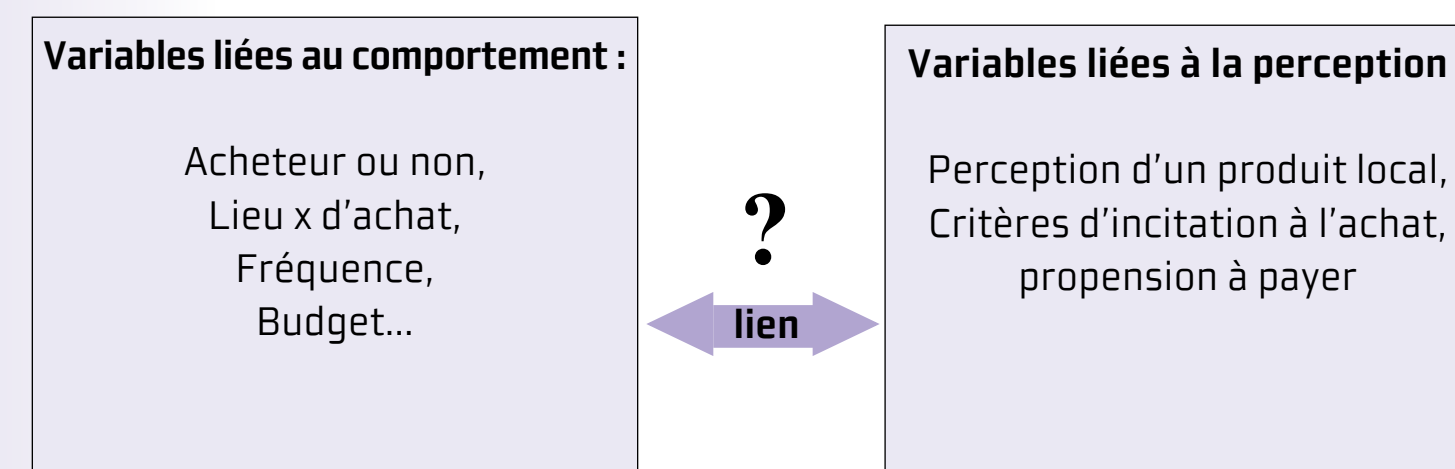 Variables liées au comportement :
Acheteur ou non,
Lieu x d’achat,
Fréquence,
Budget…
?
lien
Variables liées à la perception
Perception d’un produit local,
Critères d’incitation à l’achat,
propension à payer